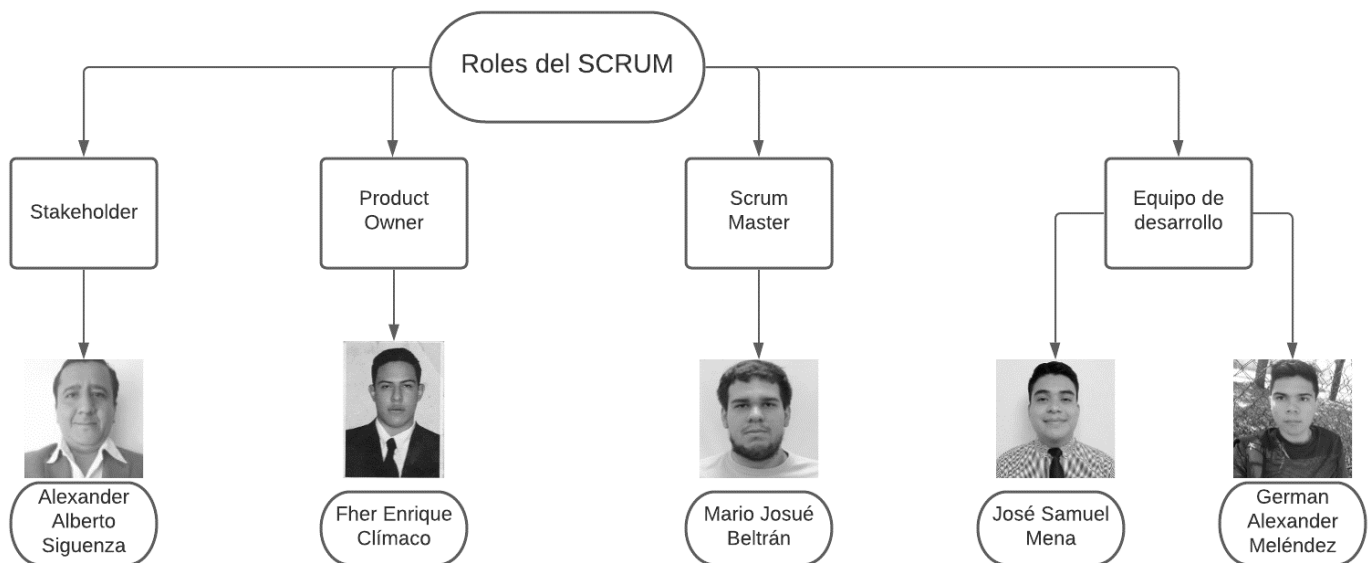 Roles del SCRUM
Stakeholder
Product
Owner
Scrum
Master
Equipo de
desarrollo
Alexander
Alberto
Siguenza
Fher Enrique
Clímaco
Mario Josué
Beltrán
José Samuel
Mena
German
Alexander
Meléndez